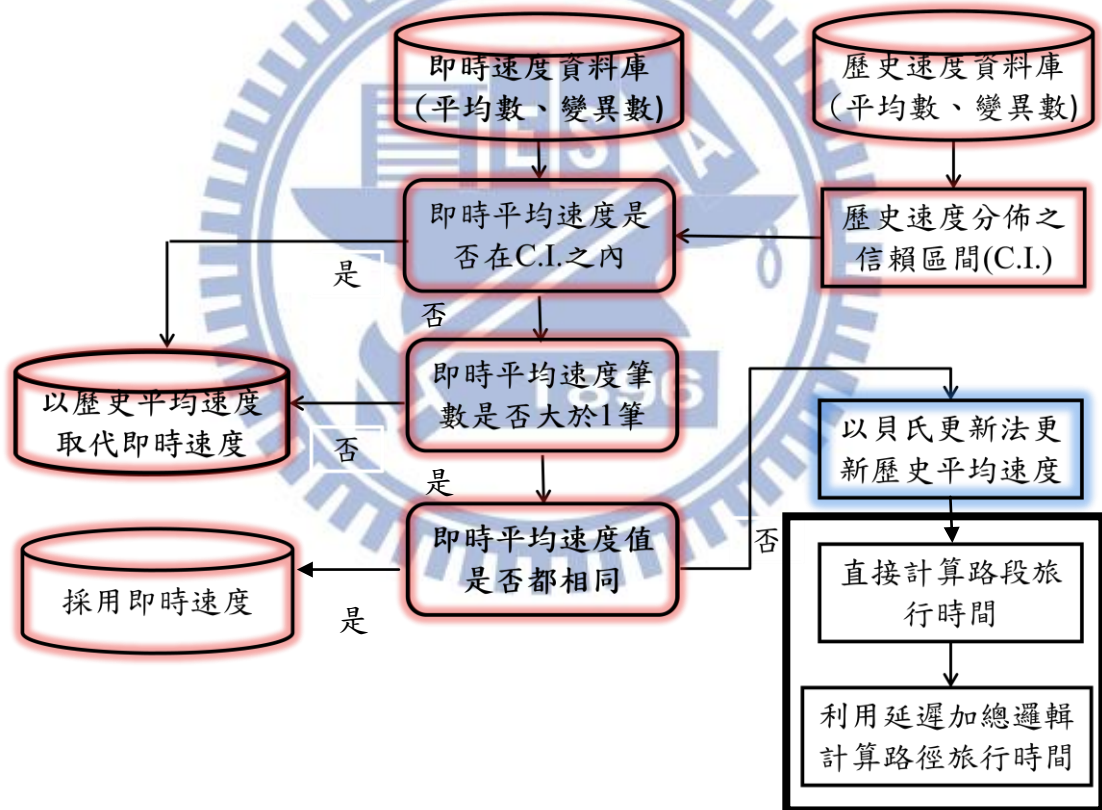 即時速度資料庫
(平均數、變異數)
歷史速度資料庫
(平均數、變異數)
即時平均速度是
否在C.I.之內
歷史速度分佈之
信賴區間(C.I.)
是
否
以歷史平均速度
取代即時速度
即時平均速度筆
數是否大於1筆
否
是
以貝氏更新法更
新歷史平均速度
採用即時速度
即時平均速度值
是否都相同
是
否
直接計算路段旅
行時間
利用延遲加總邏輯
計算路徑旅行時間
ESA
1896